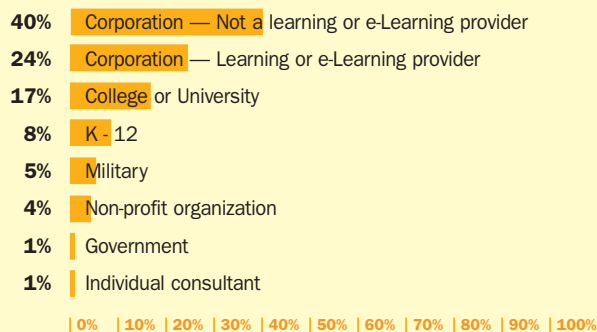 40% Corporation — Not a learning or e-Learning provider
24% Corporation — Learning or e-Learning provider
17% College or University
8% K - 12
5% Military
4% Non-profit organization
1% Government
1% Individual consultant
0% 10% 20% 30% 40% 50% 60% 70% 80% 90% 100%